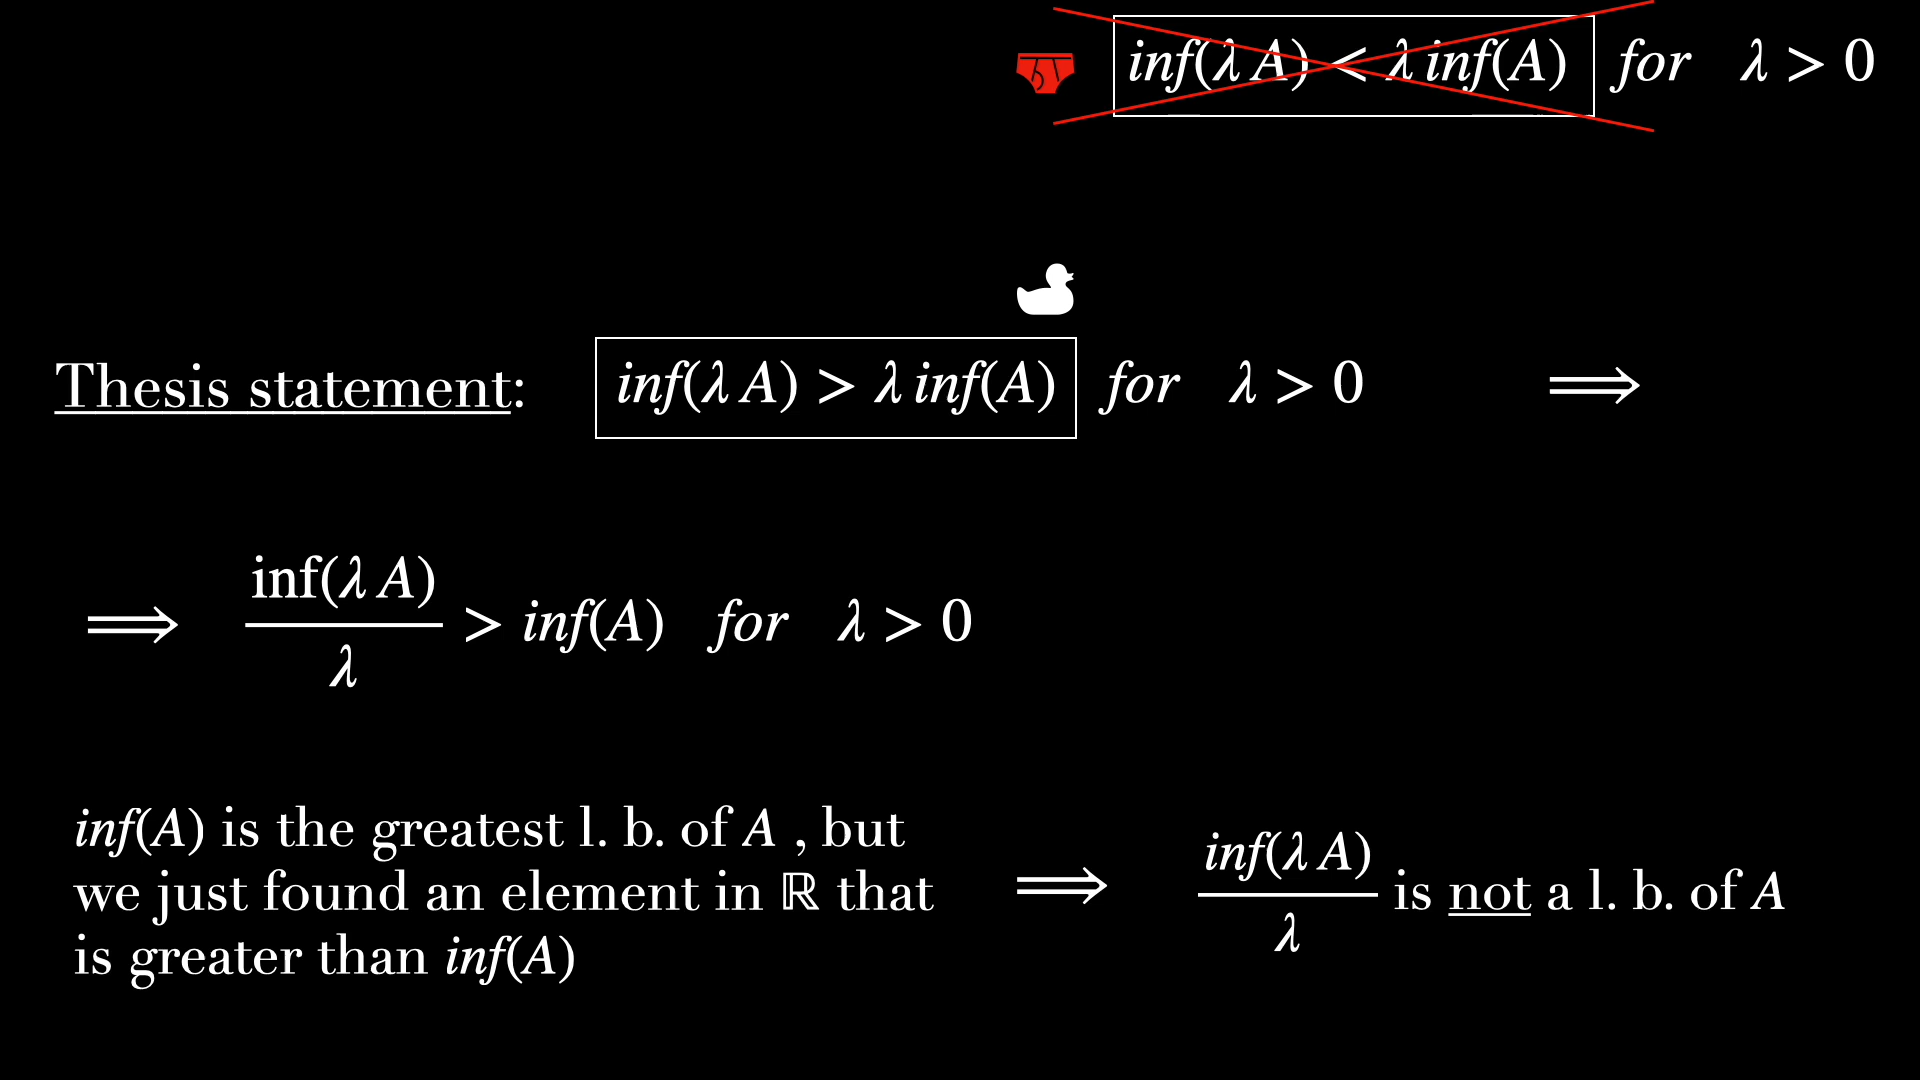 inf(λ A) < λ inf(A) for λ > 0
Thesis statement: inf(λ A) > λ inf(A) for λ > 0 ⟹
⟹ inf(λ A) / λ > inf(A) for λ > 0
inf(A) is the greatest l. b. of A , but
we just found an element in ℝ that
is greater than inf(A)
⟹ inf(λ A) / λ is not a l. b. of A